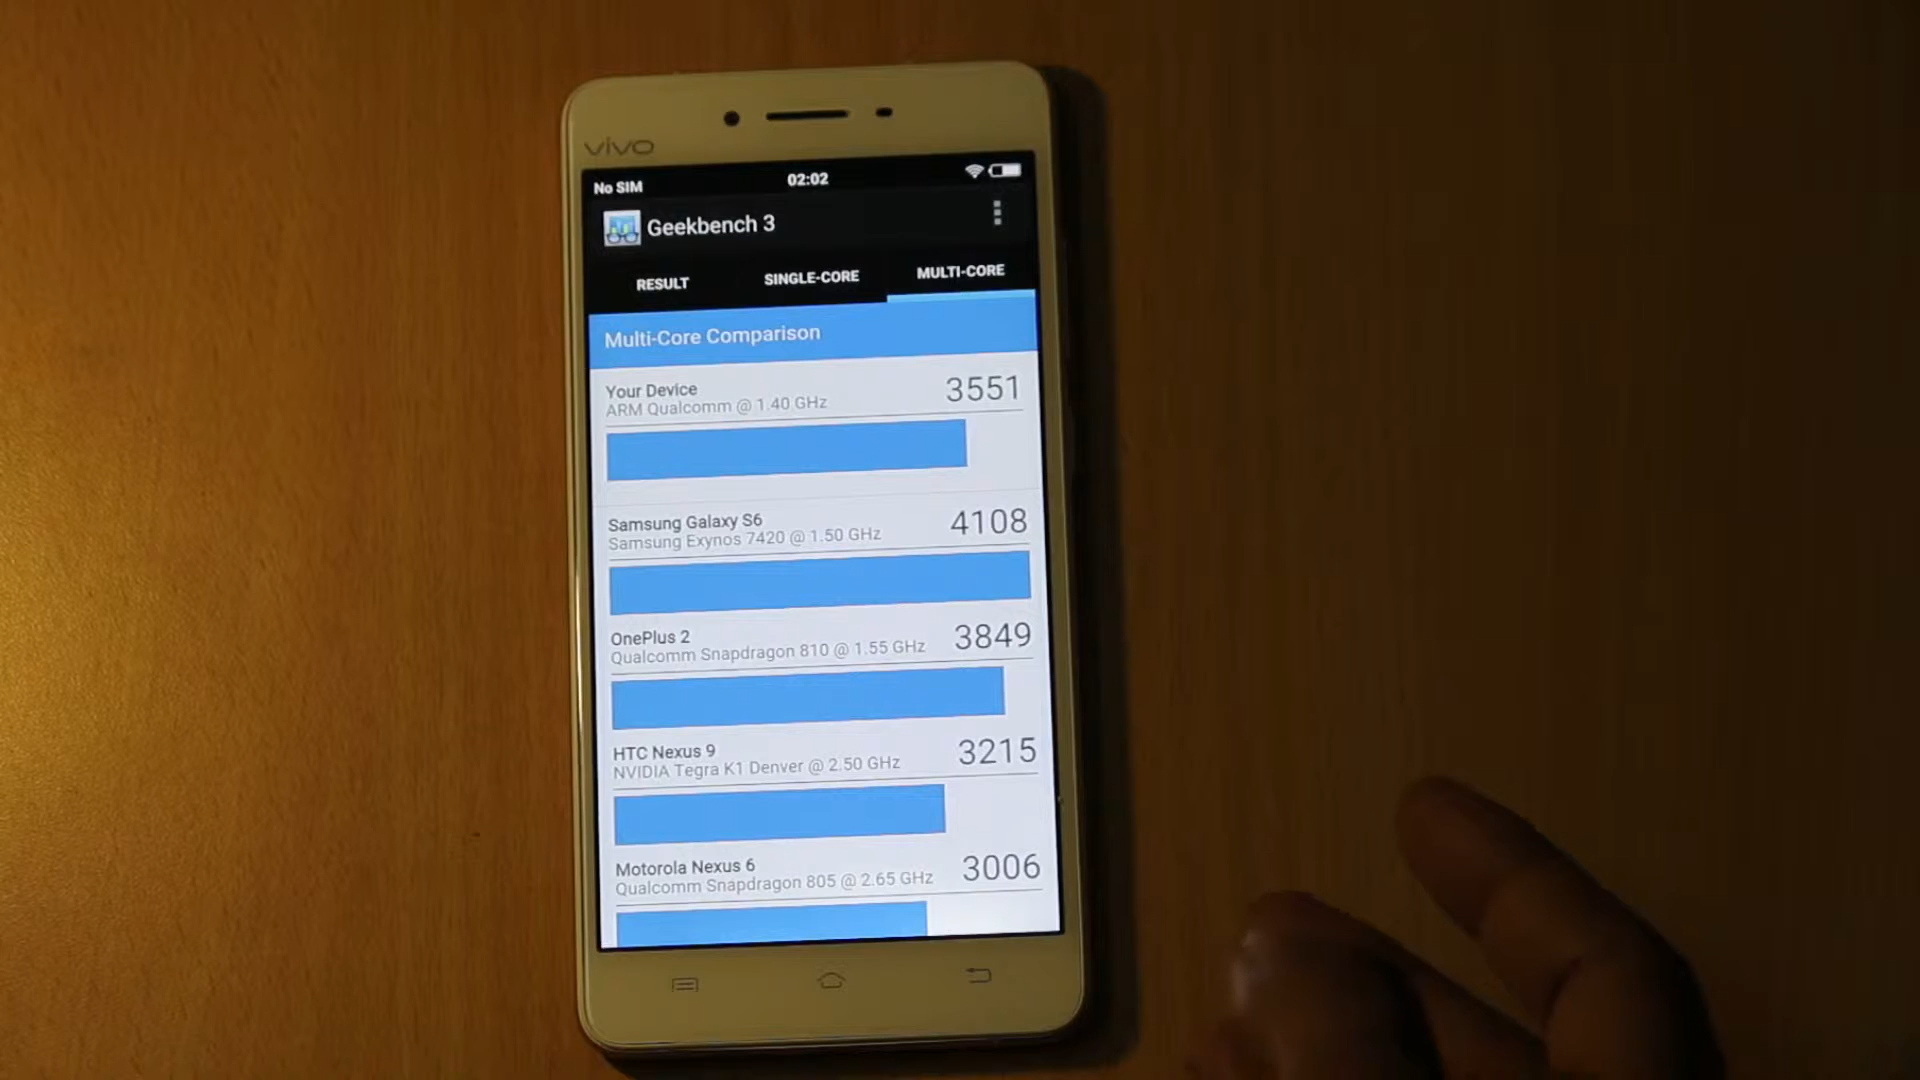 vivo
No SIM
02:02
Geekbench 3
RESULT
SINGLE-CORE
MULTI-CORE
Multi-Core Comparison
Your Device
3551
ARM Qualcomm @ 1.40 GHz
Samsung Galaxy S6
4108
Samsung Exynos 7420 @ 1.50 GHz
OnePlus 2
3849
Qualcomm Snapdragon 810 @ 1.55 GHz
HTC Nexus 9
3215
NVIDIA Tegra K1 Denver @ 2.50 GHz
Motorola Nexus 6
3006
Qualcomm Snapdragon 805 @ 2.65 GHz